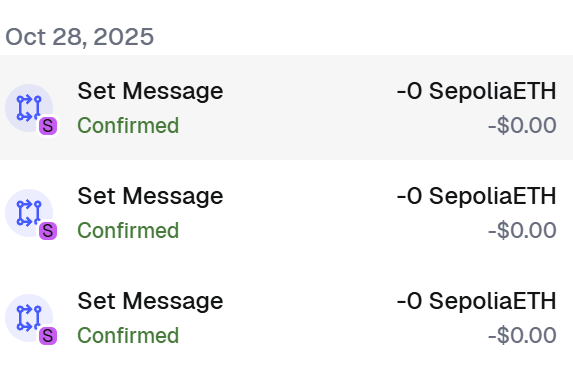 Oct 28, 2025
Set Message -0 SepoliaETH
S Confirmed -$0.00
Set Message -0 SepoliaETH
S Confirmed -$0.00
Set Message -0 SepoliaETH
S Confirmed -$0.00